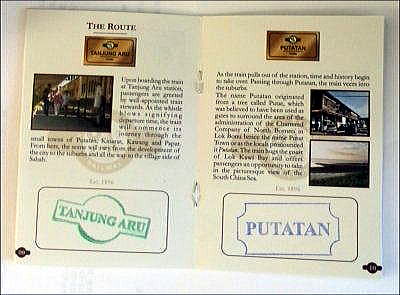 THE ROUTE
TANJUNG ARU
Upon boarding the train
at Tanjung Aru station,
passengers are greeted
by well appointed train
stewards. As the whistle
blows signifying
departure time, the train
will commence its
journey through the
small towns of Putatan, Kinarut, Kawang and Papar.
From here, the scene will vary from the development of
the city to the suburbs and all the way to the village side of
Sabah.
Est. 1896
TANJUNG ARU
09
PUTATAN
As the train pulls out of the station, time and history begin
to take over. Passing through Putatan, the train veers into
the suburbs.
The name Putatan originated
from a tree called Putat, which
was believed to have been used as
gates to surround the area of the
administration of the Chartered
Company of North Borneo in
Lok Bonu hence the name Putat
Town or as the locals pronounced
it Putatan. The train hugs the coast
of Lok Kawi Bay and offers
passengers an opportunity to take
in the picturesque view of the
South China Sea.
Est. 1896
PUTATAN
10